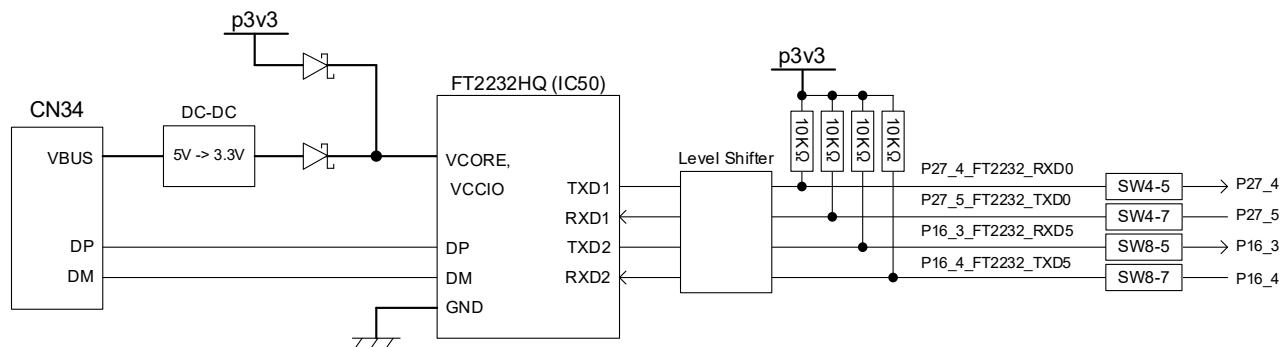 p3v3
CN34
VBUS
DP
DM
DC-DC
5V -> 3.3V
FT2232HQ (IC50)
VCORE,
VCCIO
DP
DM
GND
TXD1
RXD1
TXD2
RXD2
Level Shifter
p3v3
10KΩ
10KΩ
10KΩ
10KΩ
P27_4_FT2232_RXD0
P27_5_FT2232_TXD0
P16_3_FT2232_RXD5
P16_4_FT2232_TXD5
SW4-5
SW4-7
SW8-5
SW8-7
P27_4
P27_5
P16_3
P16_4